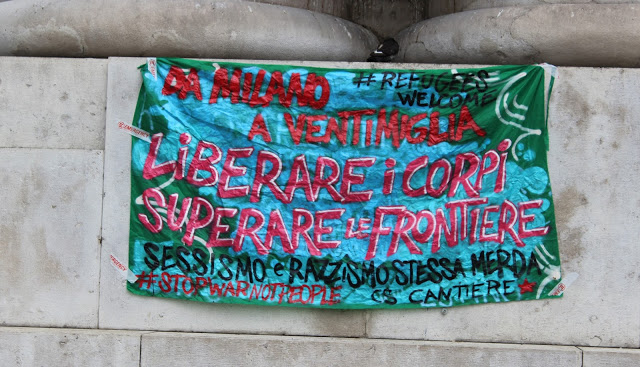 DA MILANO #REFUGEES
WELCOME
A VENTIMIGLIA
LIBERARE I CORPI
SUPERARE LE FRONTIERE
SESSISMO e RAZZISMO STESSA MERDA
#STOPWARNOTPEOPLE CS CANTIERE